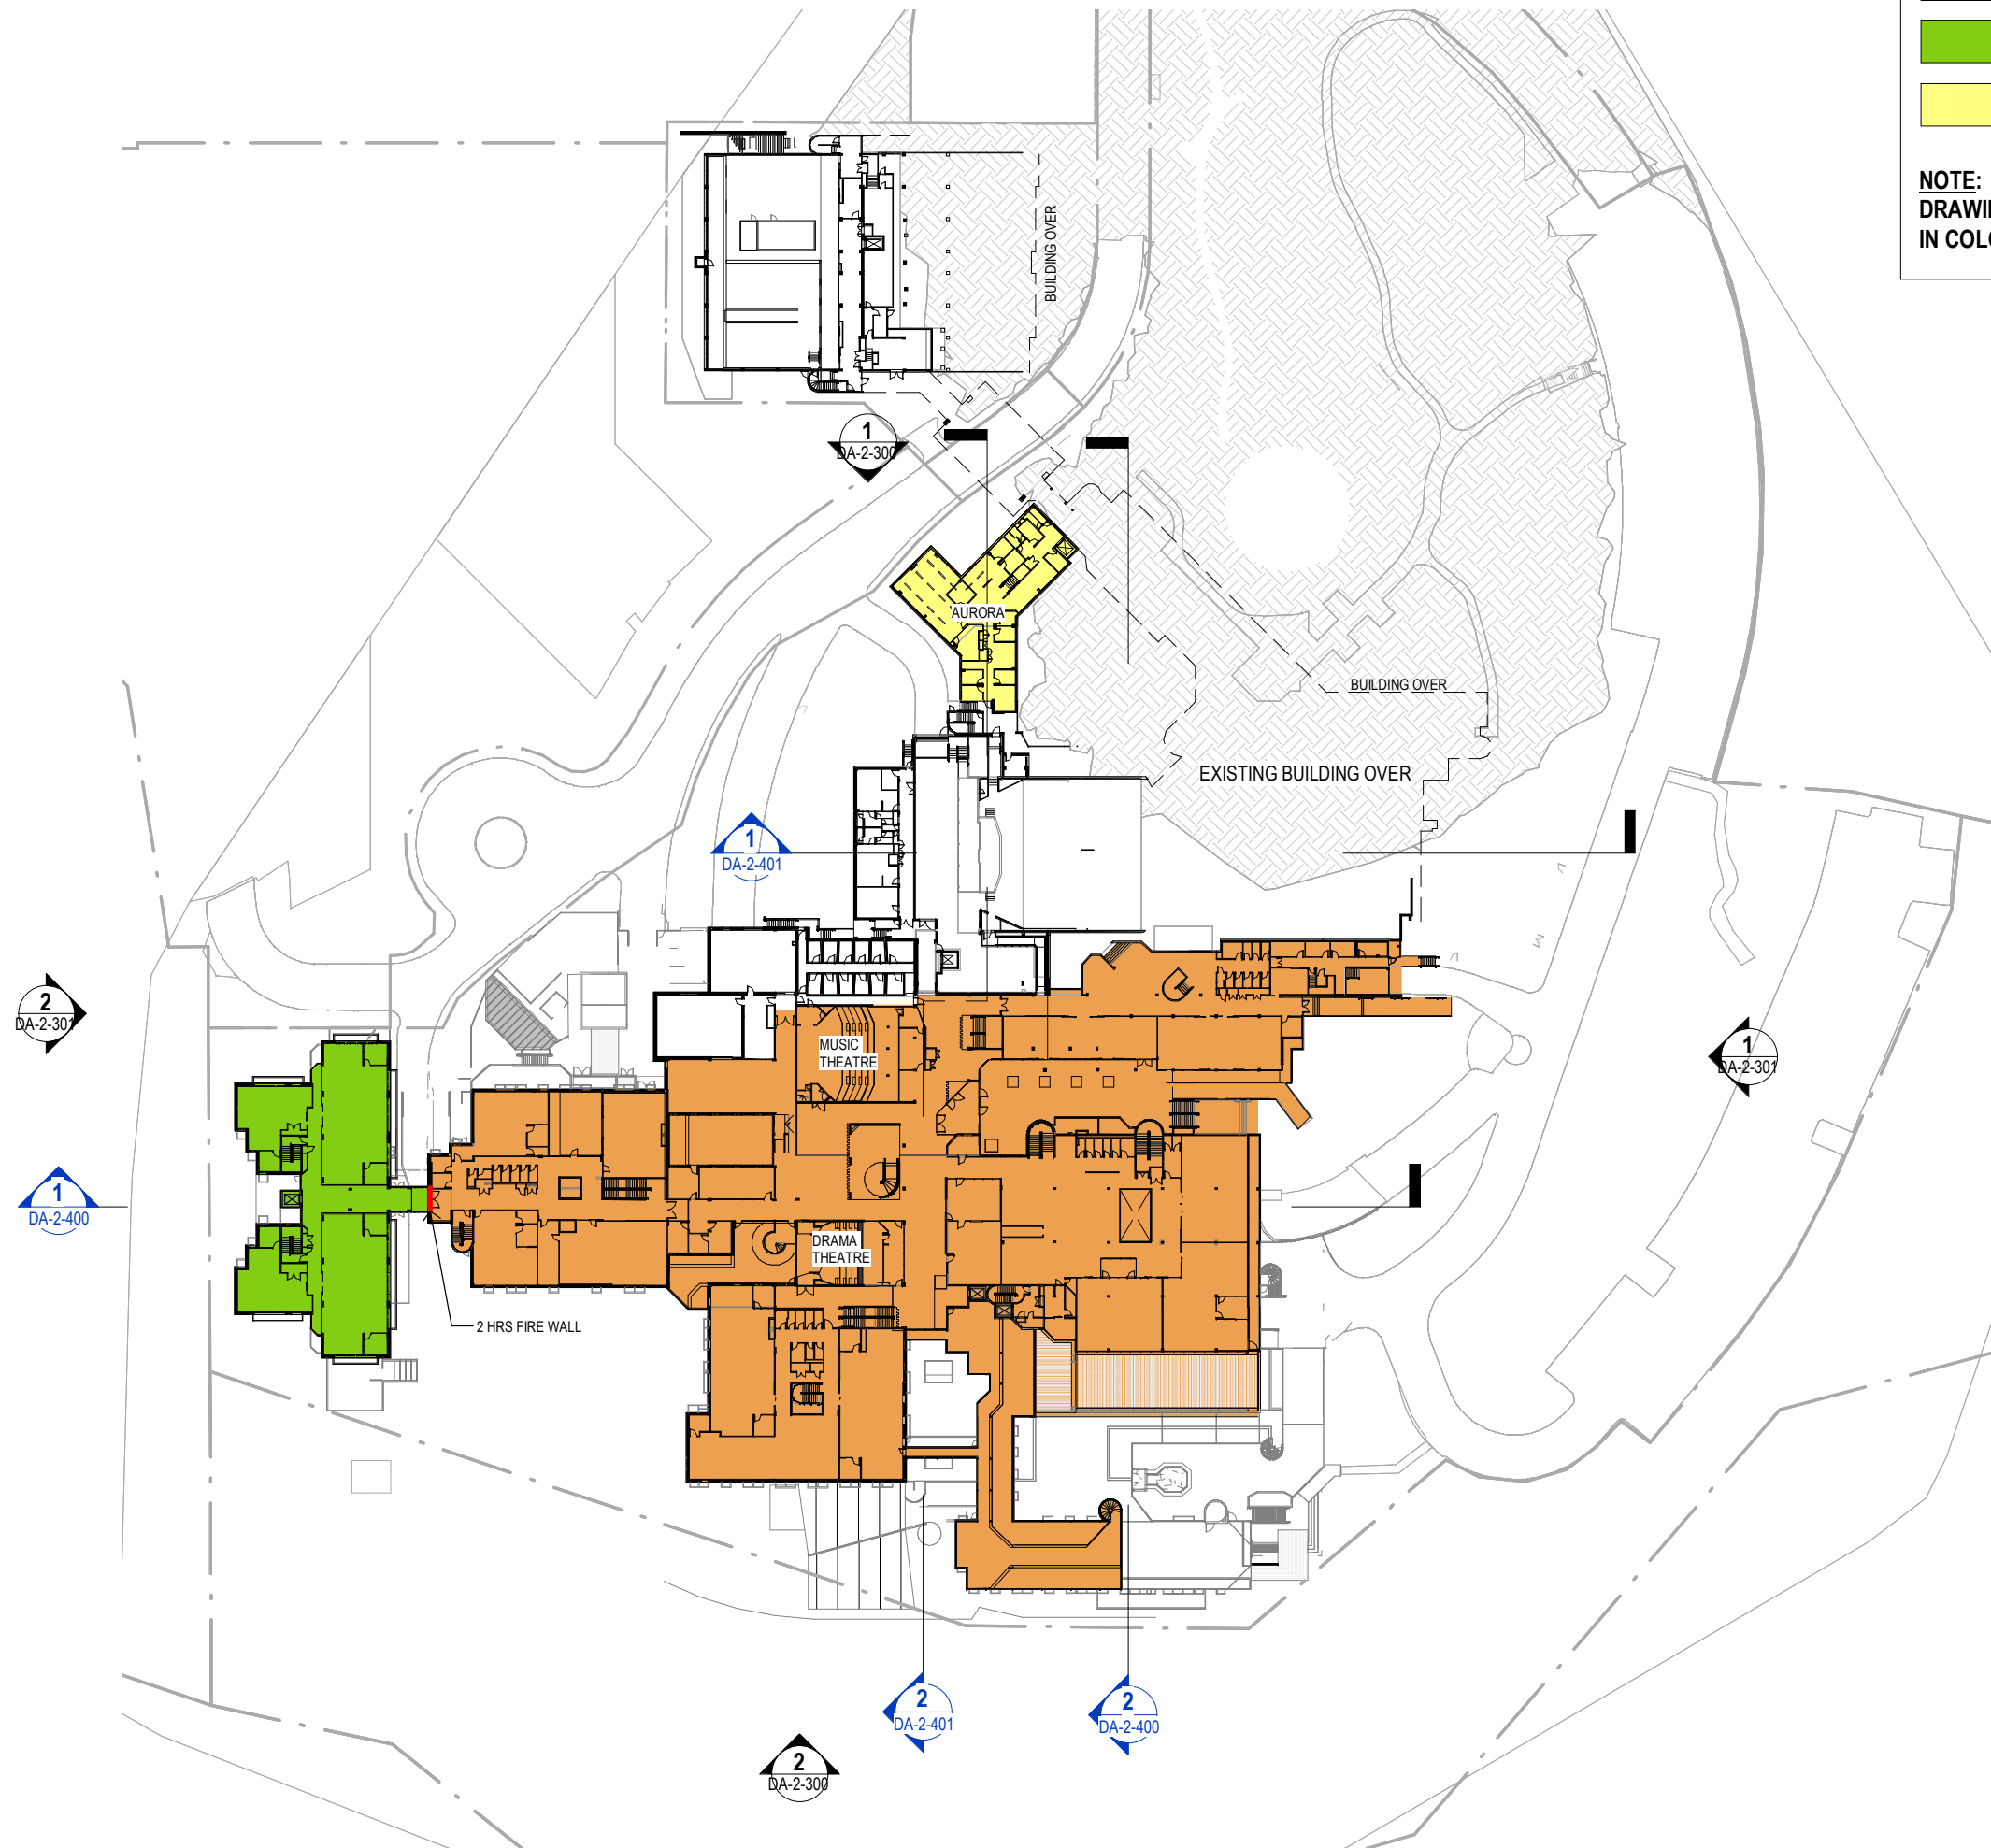 NOTE:
BUILDING OVER
1
DA-2-300
AURORA
BUILDING OVER
EXISTING BUILDING OVER
1
DA-2-401
2
DA-2-301
MUSIC
THEATRE
1
DA-2-301
1
DA-2-400
DRAMA
THEATRE
2 HRS FIRE WALL
2
DA-2-401
2
DA-2-400
2
DA-2-300
IN